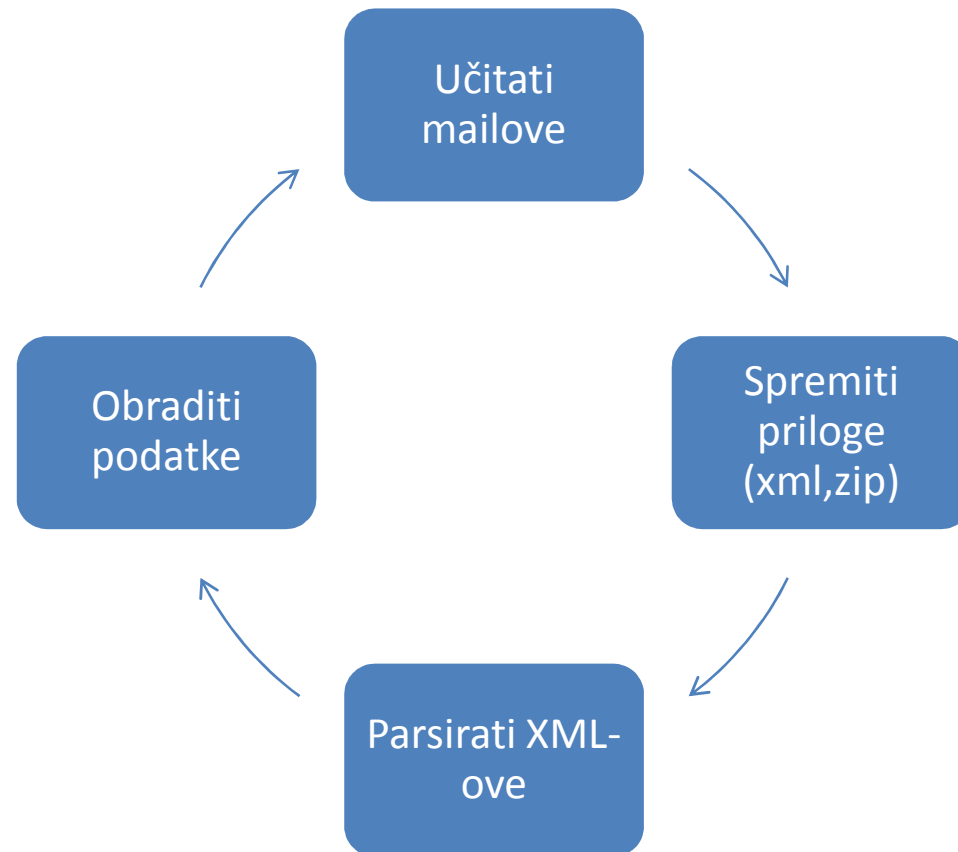 Učitati
mailove
Spremiti
priloge
(xml,zip)
Parsirati XML-
ove
Obraditi
podatke